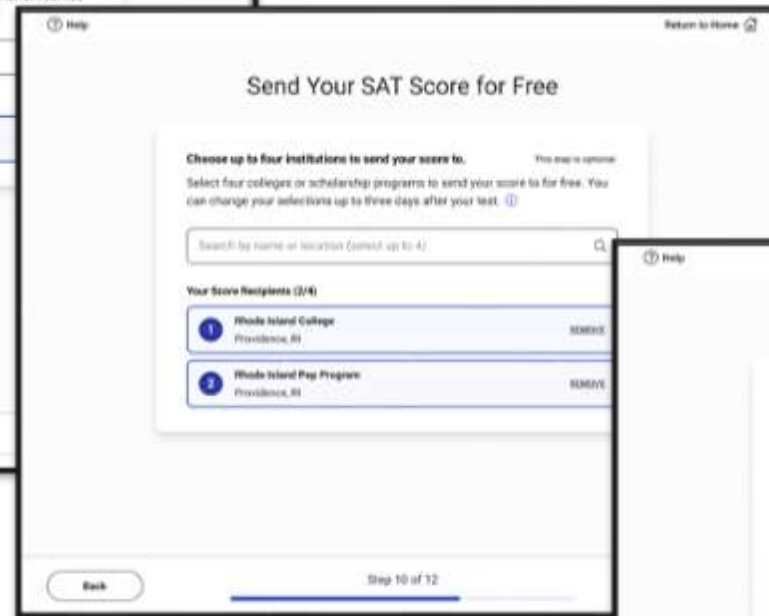 Help
Return to Home
Send Your SAT Score for Free
Choose up to four institutions to send your score to.
This step is optional
Select four colleges or scholarship programs to send your score to for free. You
can change your selections up to three days after your test.
Search by name or location (select up to 4)
Your Score Recipients (2/4)
1
Rhode Island College
Providence, RI
REMOVE
2
Rhode Island Pep Program
Providence, RI
REMOVE
Back
Step 10 of 12
Help